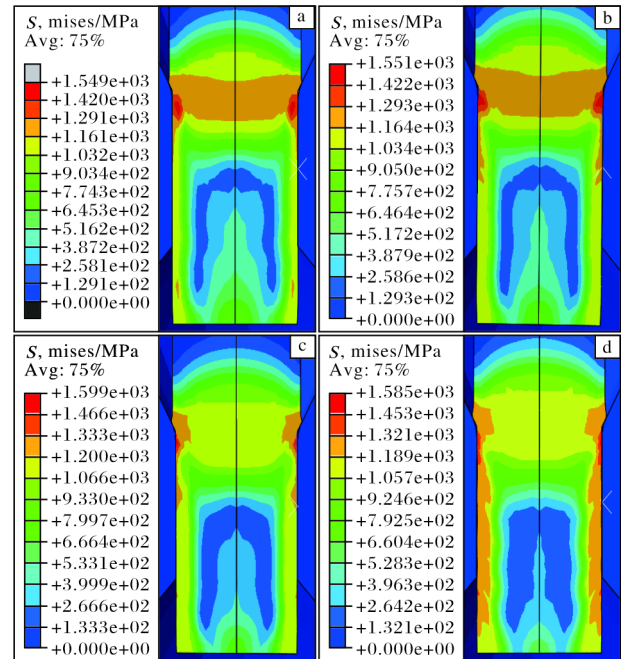 S, mises/MPa
Avg: 75%
+1.549e+03
+1.420e+03
+1.291e+03
+1.161e+03
+1.032e+03
+9.034e+02
+7.743e+02
+6.453e+02
+5.162e+02
+3.872e+02
+2.581e+02
+1.291e+02
+0.000e+00
a
S, mises/MPa
Avg: 75%
+1.551e+03
+1.422e+03
+1.293e+03
+1.164e+03
+1.034e+03
+9.050e+02
+7.757e+02
+6.464e+02
+5.172e+02
+3.879e+02
+2.586e+02
+1.293e+02
+0.000e+00
b
S, mises/MPa
Avg: 75%
+1.599e+03
+1.466e+03
+1.333e+03
+1.200e+03
+1.066e+03
+9.330e+02
+7.997e+02
+6.664e+02
+5.331e+02
+3.999e+02
+2.666e+02
+1.333e+02
+0.000e+00
c
S, mises/MPa
Avg: 75%
+1.585e+03
+1.453e+03
+1.321e+03
+1.189e+03
+1.057e+03
+9.246e+02
+7.925e+02
+6.604e+02
+5.283e+02
+3.963e+02
+2.642e+02
+1.321e+02
+0.000e+00
d